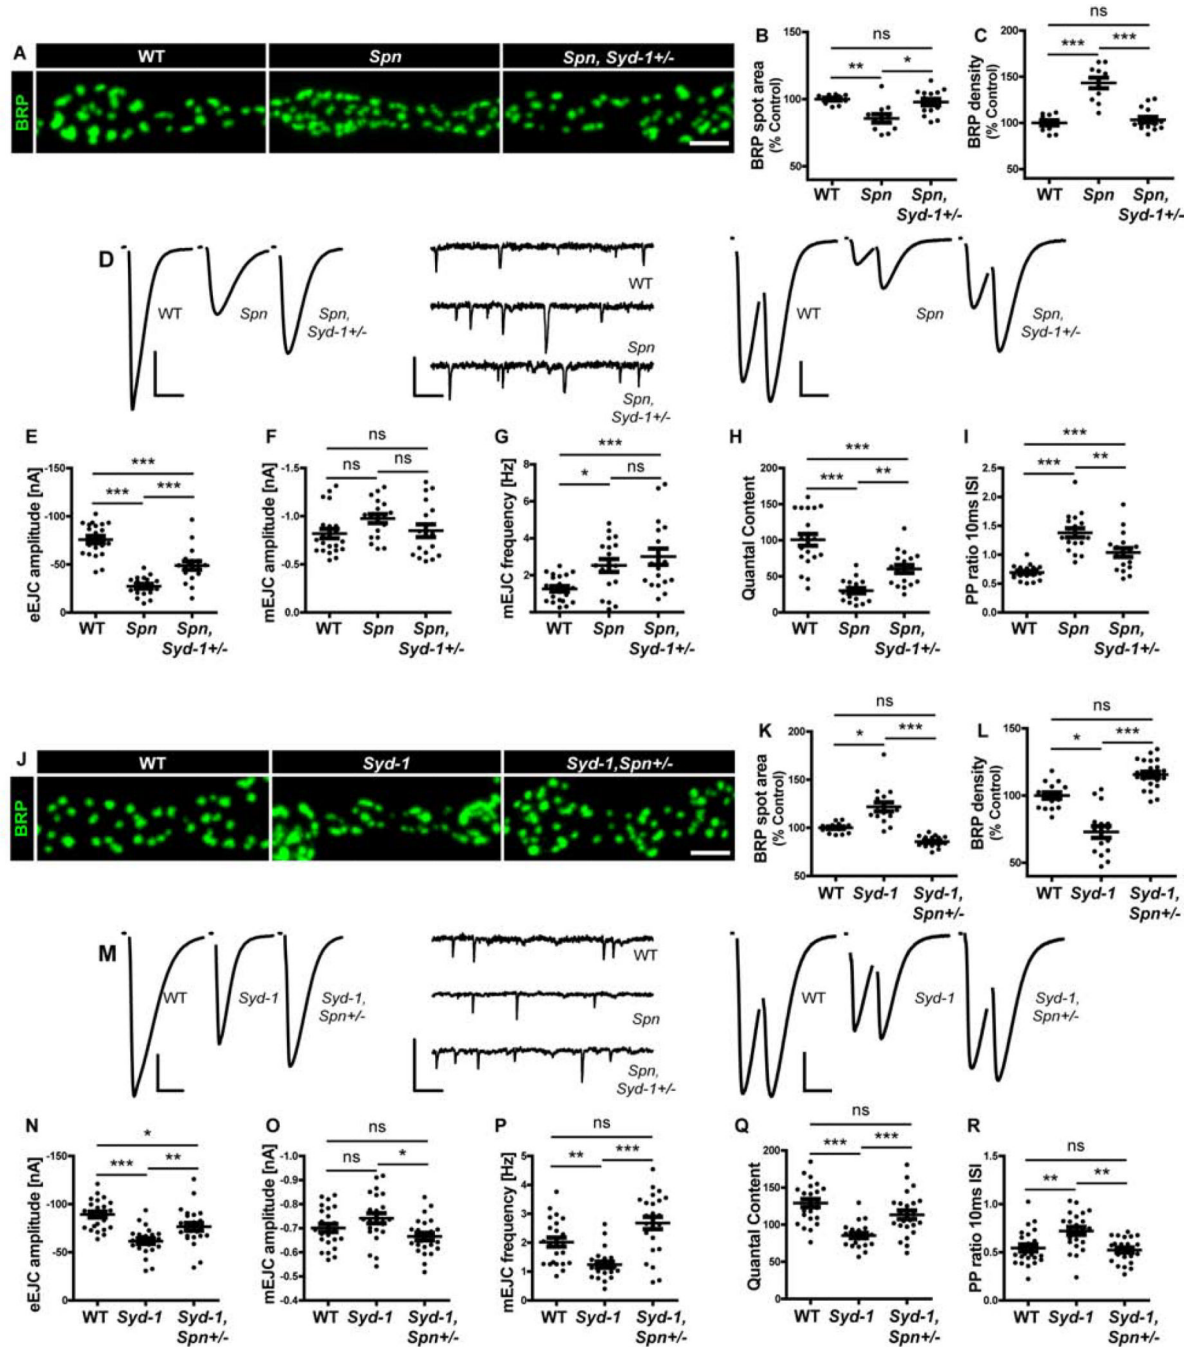 A
WT
Spn
Spn, Syd-1+/-
BRP
B
BRP spot area
(% Control)
150
100
50
ns
**
*
WT
Spn
Spn,
Syd-1+/-
C
BRP density
(% Control)
200
150
100
50
ns
***
***
WT
Spn
Spn,
Syd-1+/-
D
WT
Spn
Spn,
Syd-1+/-
WT
Spn
Spn,
Syd-1+/-
WT
Spn
Spn,
Syd-1+/-
E
eEJC amplitude [nA]
-150
-100
-50
0
***
***
***
WT
Spn
Spn,
Syd-1+/-
F
mEJC amplitude [nA]
-1.5
-1.0
-0.5
0.0
ns
ns
ns
WT
Spn
Spn,
Syd-1+/-
G
mEJC frequency [Hz]
8
6
4
2
***
*
ns
WT
Spn
Spn,
Syd-1+/-
H
Quantal Content
200
150
100
50
0
***
***
**
WT
Spn
Spn,
Syd-1+/-
I
PP ratio 10ms ISI
2.5
2.0
1.5
1.0
0.5
0.0
***
***
**
WT
Spn
Spn,
Syd-1+/-
J
WT
Syd-1
Syd-1,Spn+/-
BRP
K
BRP spot area
(% Control)
200
150
100
50
ns
*
***
WT
Syd-1
Syd-1,
Spn+/-
L
BRP density
(% Control)
150
100
50
ns
*
***
WT
Syd-1
Syd-1,
Spn+/-
M
WT
Syd-1
Syd-1,
Spn+/-
WT
Spn
Spn,
Syd-1+/-
WT
Syd-1
Syd-1,
Spn+/-
N
eEJC amplitude [nA]
-150
-100
-50
0
*
***
**
WT
Syd-1
Syd-1,
Spn+/-
O
mEJC amplitude [nA]
-1.0
-0.9
-0.8
-0.7
-0.6
-0.5
-0.4
ns
ns
*
WT
Syd-1
Syd-1,
Spn+/-
P
mEJC frequency [Hz]
5
4
3
2
1
0
ns
**
***
WT
Syd-1
Syd-1,
Spn+/-
Q
Quantal Content
200
150
100
50
0
ns
***
***
WT
Syd-1
Syd-1,
Spn+/-
R
PP ratio 10ms ISI
1.5
1.0
0.5
0.0
ns
**
**
WT
Syd-1
Syd-1,
Spn+/-